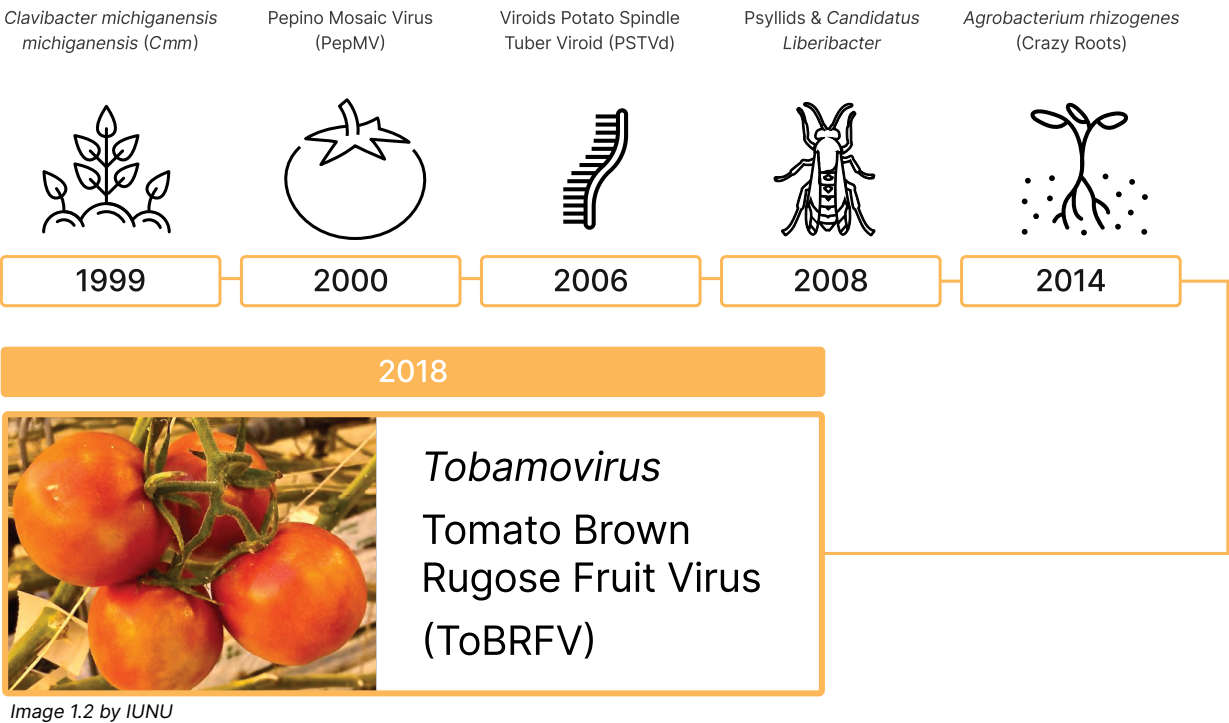 Clavibacter michiganensis
michiganensis (Cmm)
Pepino Mosaic Virus
(PepMV)
Viroids Potato Spindle
Tuber Viroid (PSTVd)
Psyllids & Candidatus
Liberibacter
Agrobacterium rhizogenes
(Crazy Roots)
1999
2000
2006
2008
2014
2018
Tobamovirus
Tomato Brown
Rugose Fruit Virus
(ToBRFV)
Image 1.2 by IUNU